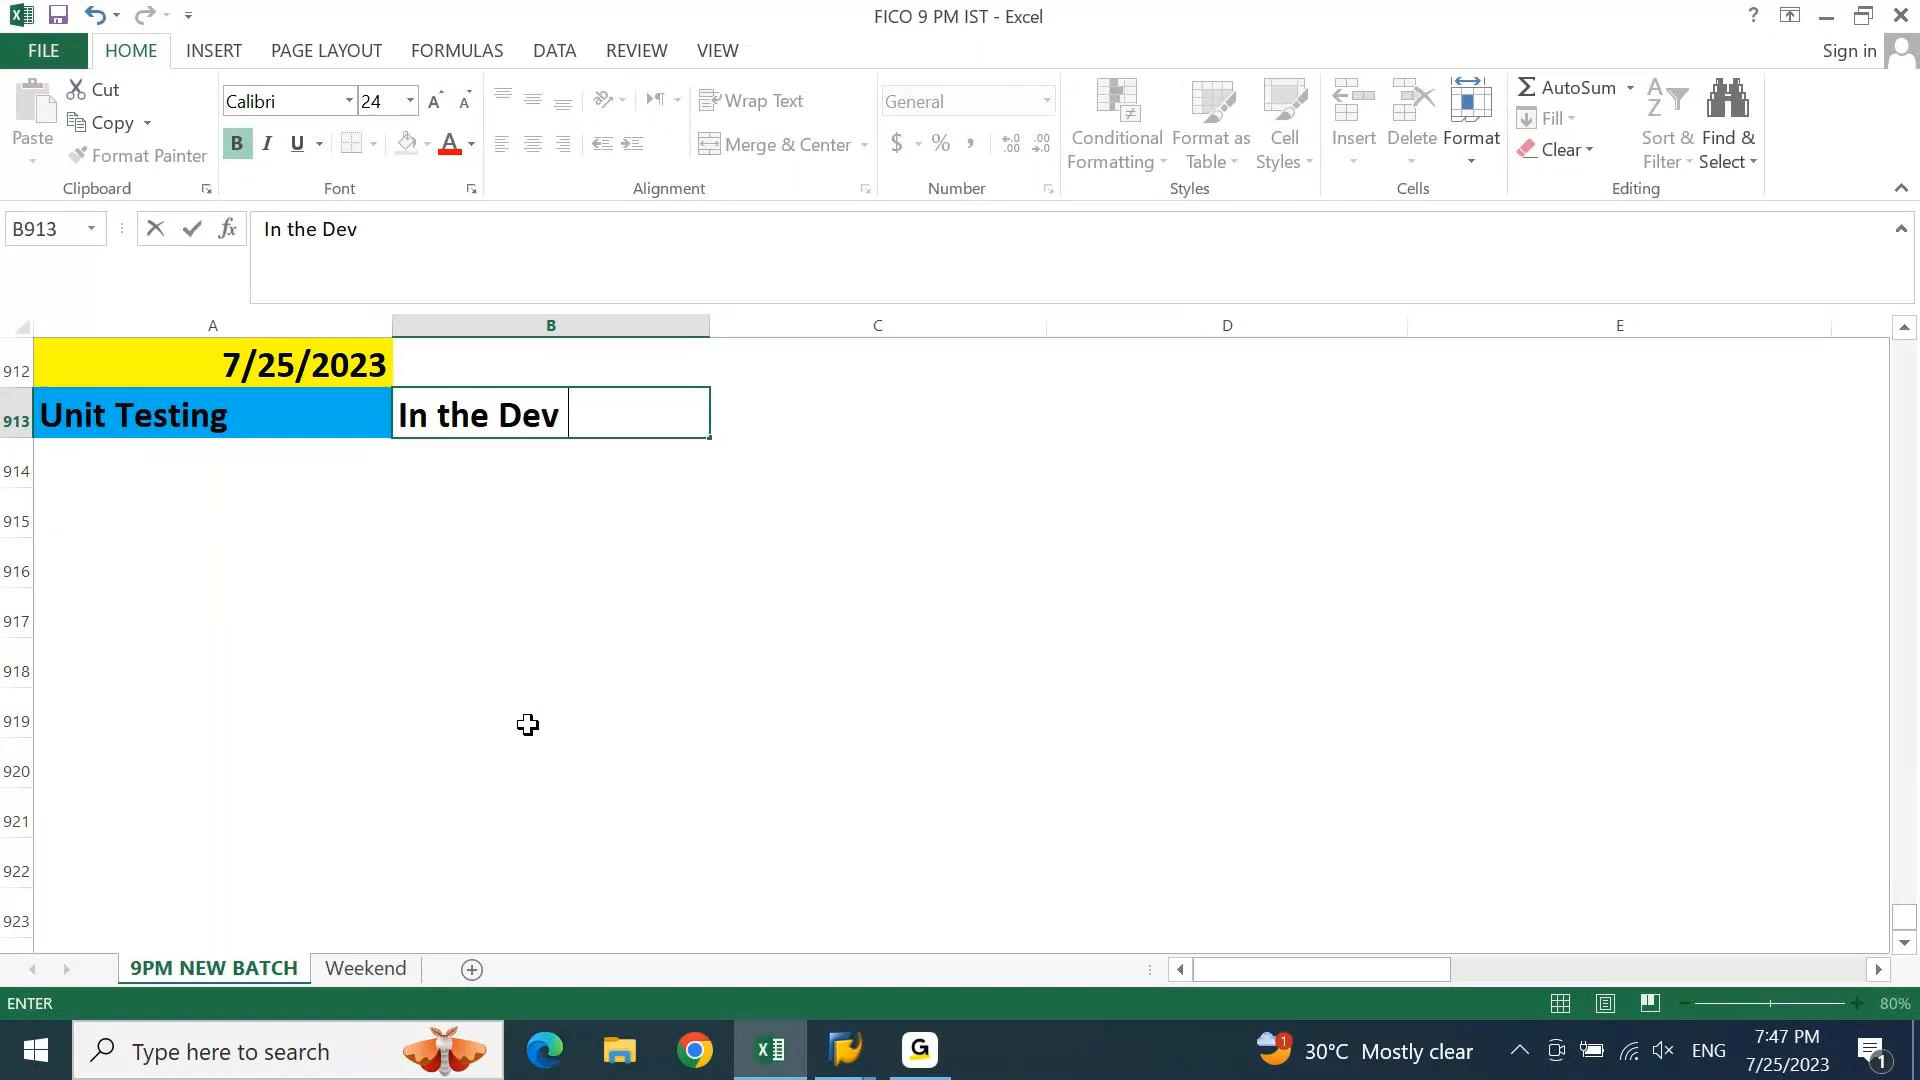 FICO 9 PM IST - Excel
?
FILE HOME INSERT PAGE LAYOUT FORMULAS DATA REVIEW VIEW Sign in
Paste
Cut
Copy
Format Painter
Clipboard
Calibri 24 A A
B I U A
Font
Wrap Text
Merge & Center
Alignment
General
$ % ,
Number
Conditional Formatting
Format as Table
Cell Styles
Styles
Insert Delete Format
Cells
AutoSum
Fill
Clear
Sort & Filter
Find & Select
Editing
B913 fx In the Dev
A B C D E
912 7/25/2023
913 Unit Testing In the Dev
914
915
916
917
918
919
920
921
922
923
9PM NEW BATCH Weekend
ENTER 80%
Type here to search
G
1
30°C Mostly clear
ENG
7:47 PM
7/25/2023
1